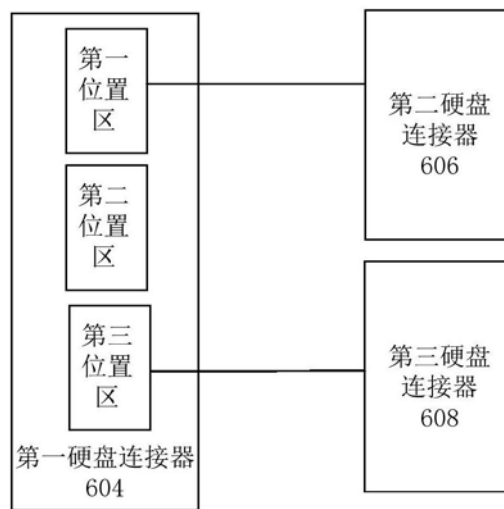 第一
位置
区
第二
位置
区
第三
位置
区
第一硬盘连接器
604
第二硬盘
连接器
606
第三硬盘
连接器
608